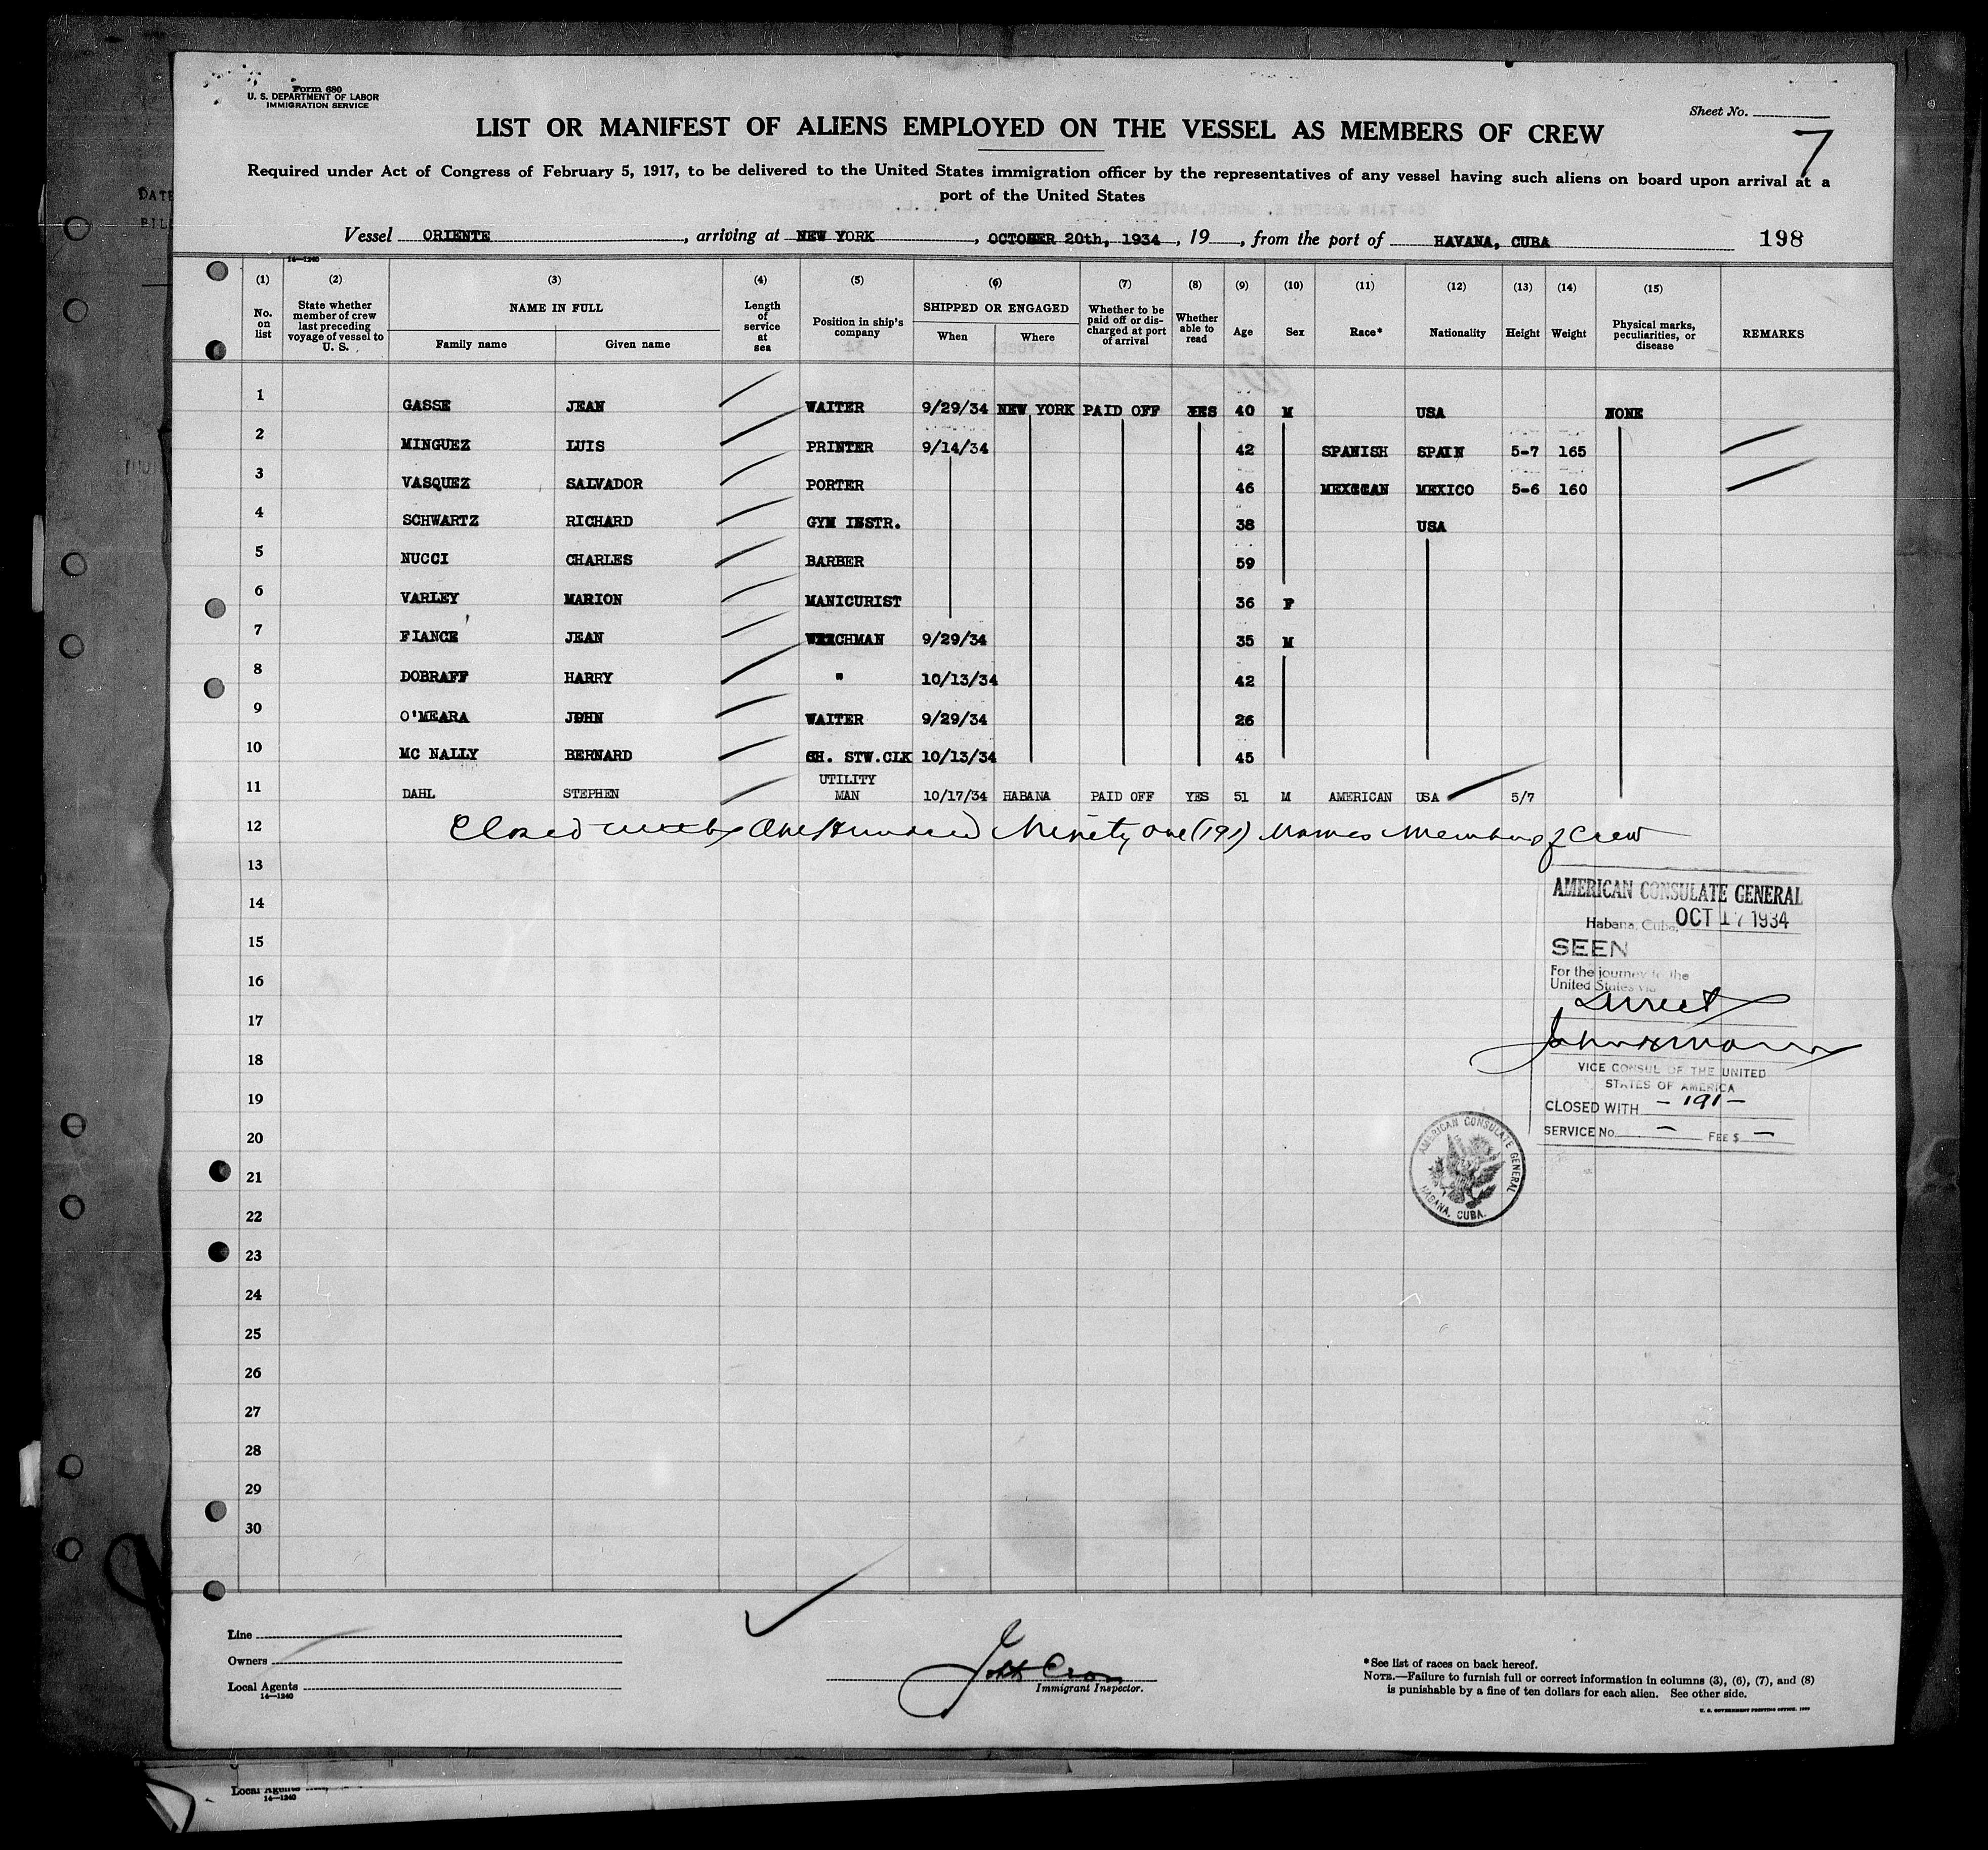 Form 680
U. S. DEPARTMENT OF LABOR
IMMIGRATION SERVICE
Sheet No.
7
LIST OR MANIFEST OF ALIENS EMPLOYED ON THE VESSEL AS MEMBERS OF CREW
Required under Act of Congress of February 5, 1917, to be delivered to the United States immigration officer by the representatives of any vessel having such aliens on board upon arrival at a
port of the United States
Vessel ORIENTE, arriving at NEW YORK, OCTOBER 20th, 1934, 19, from the port of HAVANA, CUBA 198
14—1240
(1) (2) (3) (4) (5) (6) (7) (8) (9) (10) (11) (12) (13) (14) (15)
No. on list
State whether member of crew last preceding voyage of vessel to U. S.
NAME IN FULL
Family name Given name
Length of service at sea
Position in ship's company
SHIPPED OR ENGAGED
When Where
Whether to be paid off or discharged at port of arrival
Whether able to read
Age Sex Race* Nationality Height Weight
Physical marks, peculiarities, or disease
REMARKS
1 GASSE JEAN WAITER 9/29/34 NEW YORK PAID OFF YES 40 M USA NONE
2 MINGUEZ LUIS PRINTER 9/14/34 42 SPANISH SPAIN 5-7 165
3 VASQUEZ SALVADOR PORTER 46 MEXICAN MEXICO 5-6 160
4 SCHWARTZ RICHARD GYM INSTR. 38 USA
5 NUCCI CHARLES BARBER 59
6 VARLEY MARION MANICURIST 36 F
7 FIANCE JEAN WATCHMAN 9/29/34 35 M
8 DOBRAFF HARRY " 10/13/34 42
9 O'MEARA JOHN WAITER 9/29/34 26
10 MC NALLY BERNARD CH. STW.CLK 10/13/34 45
11 DAHL STEPHEN UTILITY MAN 10/17/34 HABANA PAID OFF YES 51 M AMERICAN USA 5/7
12 Closed with One Hundred Ninety one (191) Names Members of Crew
13
14
15
16
17
18
19
20
21
22
23
24
25
26
27
28
29
30
AMERICAN CONSULATE GENERAL
Habana, Cuba, OCT 17 1934
SEEN
For the journey to the
United States via
Direct
VICE CONSUL OF THE UNITED
STATES OF AMERICA
CLOSED WITH - 191 -
SERVICE No. - FEE $ -
AMERICAN CONSULATE GENERAL
HABANA, CUBA.
Line
Owners
Local Agents
14—1240
Immigrant Inspector.
*See list of races on back hereof.
NOTE.—Failure to furnish full or correct information in columns (3), (6), (7), and (8)
is punishable by a fine of ten dollars for each alien. See other side.
Local Agents
14—1240